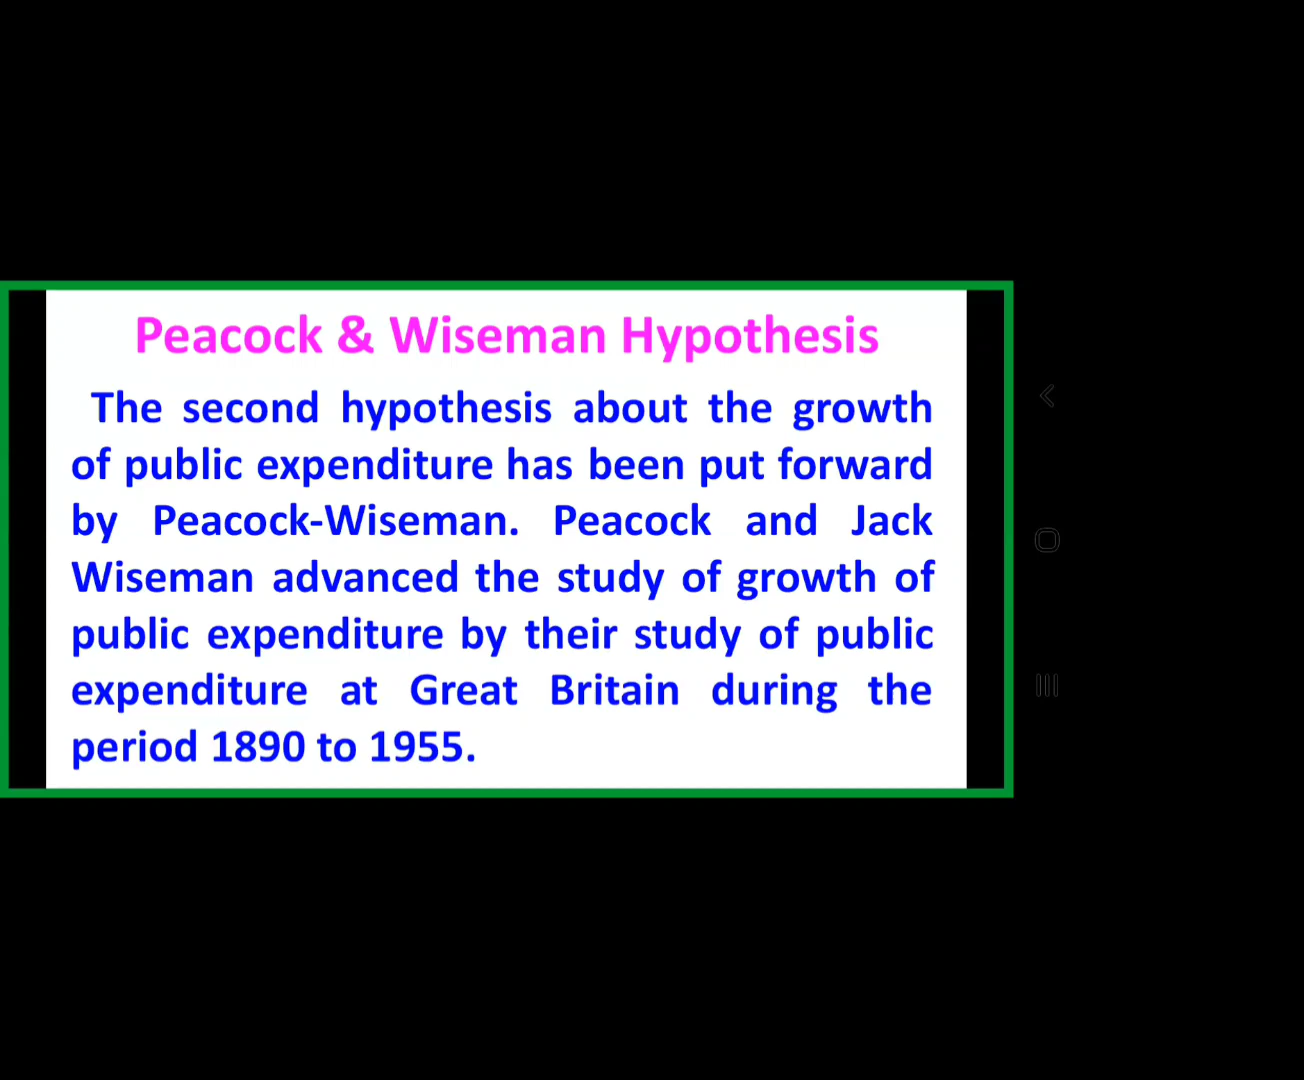 Peacock & Wiseman Hypothesis
The second hypothesis about the growth
of public expenditure has been put forward
by Peacock-Wiseman. Peacock and Jack
Wiseman advanced the study of growth of
public expenditure by their study of public
expenditure at Great Britain during the
period 1890 to 1955.